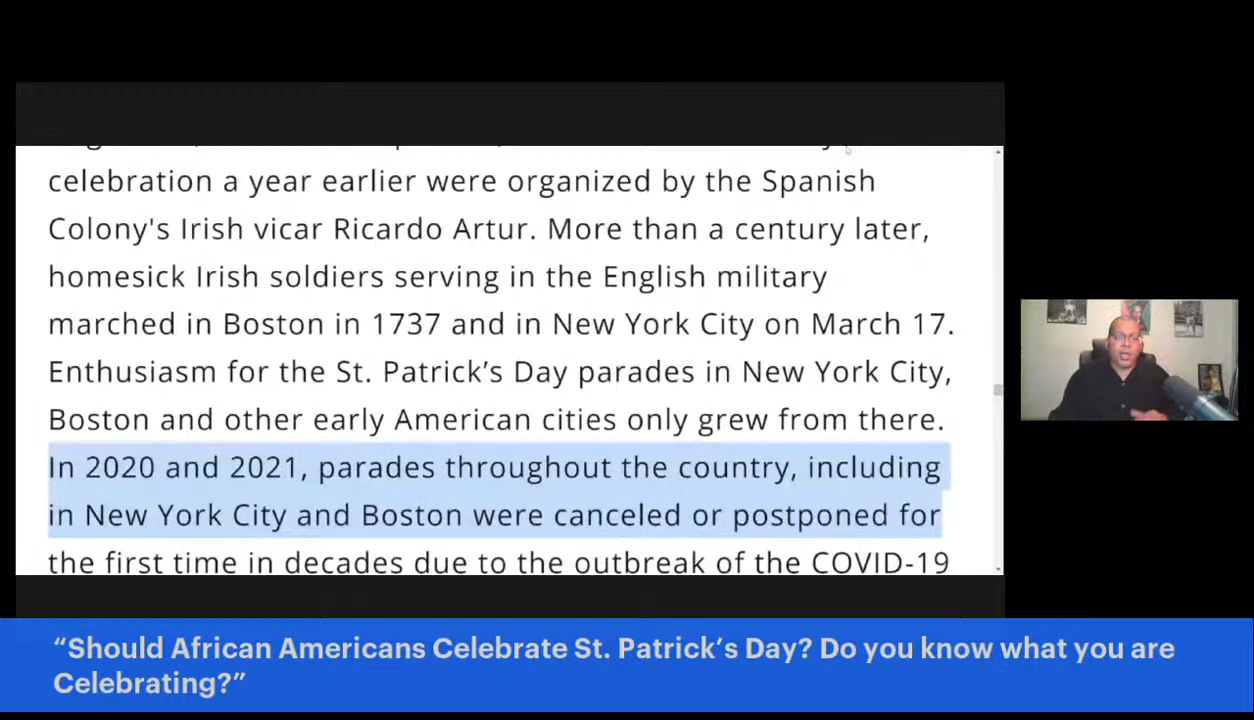 celebration a year earlier were organized by the Spanish
Colony's Irish vicar Ricardo Artur. More than a century later,
homesick Irish soldiers serving in the English military
marched in Boston in 1737 and in New York City on March 17.
Enthusiasm for the St. Patrick’s Day parades in New York City,
Boston and other early American cities only grew from there.
In 2020 and 2021, parades throughout the country, including
in New York City and Boston were canceled or postponed for
the first time in decades due to the outbreak of the COVID-19
“Should African Americans Celebrate St. Patrick’s Day? Do you know what you are
Celebrating?”